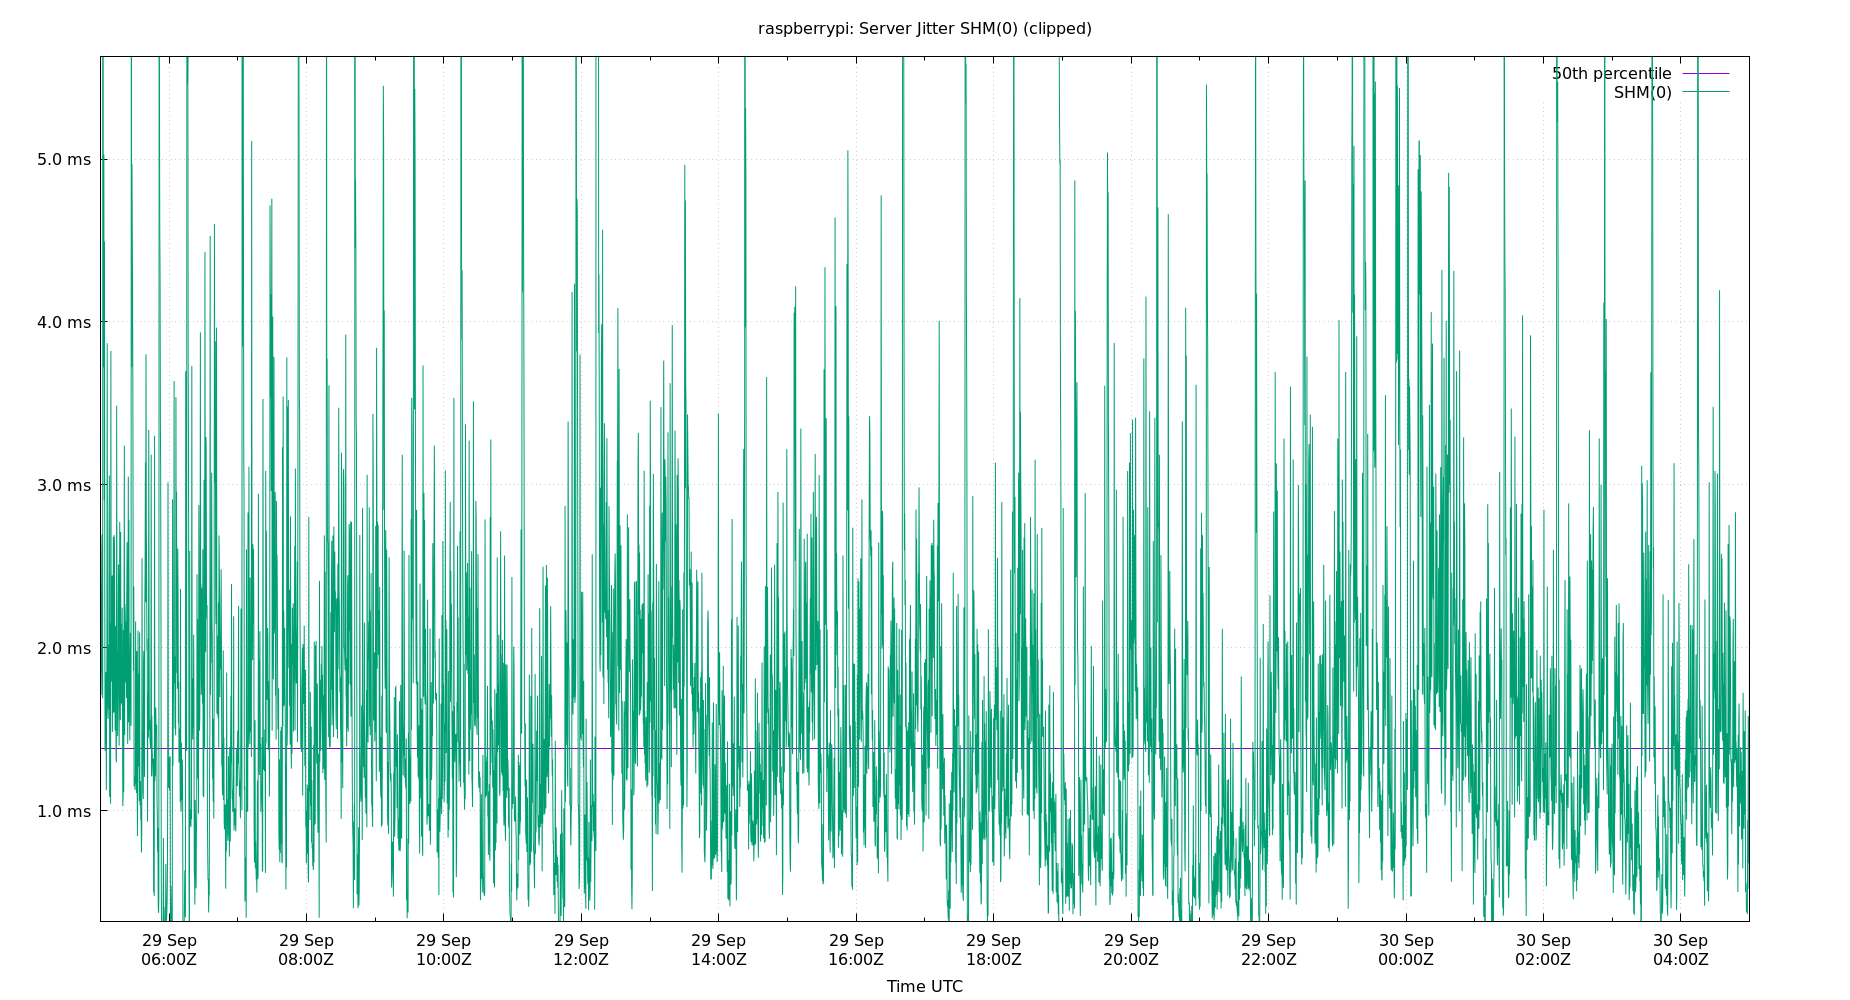 raspberrypi: Server Jitter SHM(0) (clipped)
50th percentile
SHM(0)
5.0 ms
4.0 ms
3.0 ms
2.0 ms
1.0 ms
29 Sep 29 Sep 29 Sep 29 Sep 29 Sep 29 Sep 29 Sep 29 Sep 29 Sep 30 Sep 30 Sep 30 Sep
06:00Z 08:00Z 10:00Z 12:00Z 14:00Z 16:00Z 18:00Z 20:00Z 22:00Z 00:00Z 02:00Z 04:00Z
Time UTC